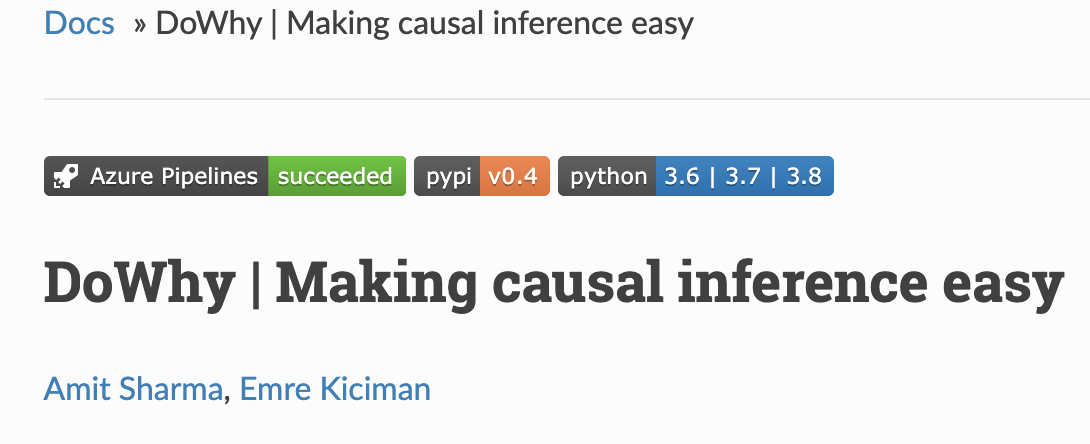 Docs » DoWhy | Making causal inference easy
Azure Pipelines succeeded pypi v0.4 python 3.6 | 3.7 | 3.8
DoWhy | Making causal inference easy
Amit Sharma, Emre Kiciman